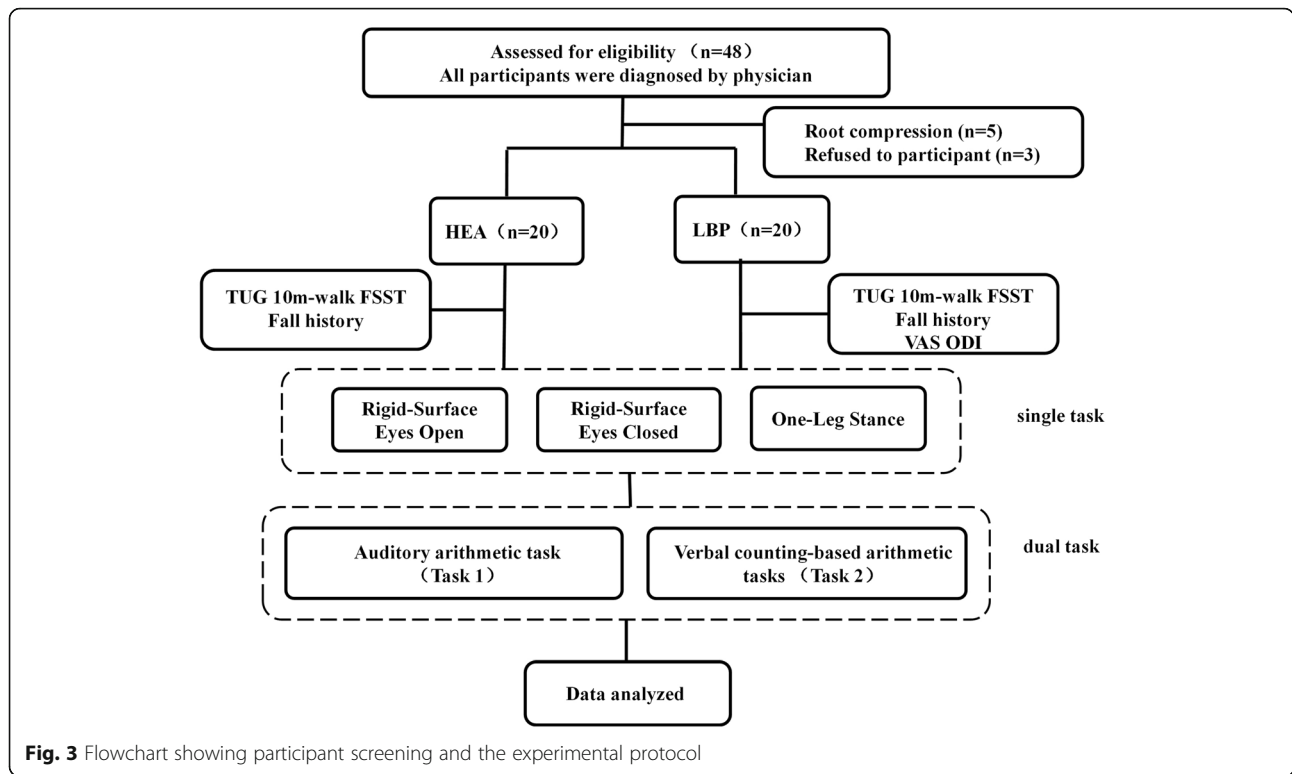 Assessed for eligibility （n=48）
All participants were diagnosed by physician
Root compression (n=5)
Refused to participant (n=3)
HEA（n=20）
LBP（n=20）
TUG 10m-walk FSST
Fall history
TUG 10m-walk FSST
Fall history
VAS ODI
Rigid-Surface
Eyes Open
Rigid-Surface
Eyes Closed
One-Leg Stance
single task
Auditory arithmetic task
（Task 1）
Verbal counting-based arithmetic
tasks （Task 2）
dual task
Data analyzed
Fig. 3 Flowchart showing participant screening and the experimental protocol